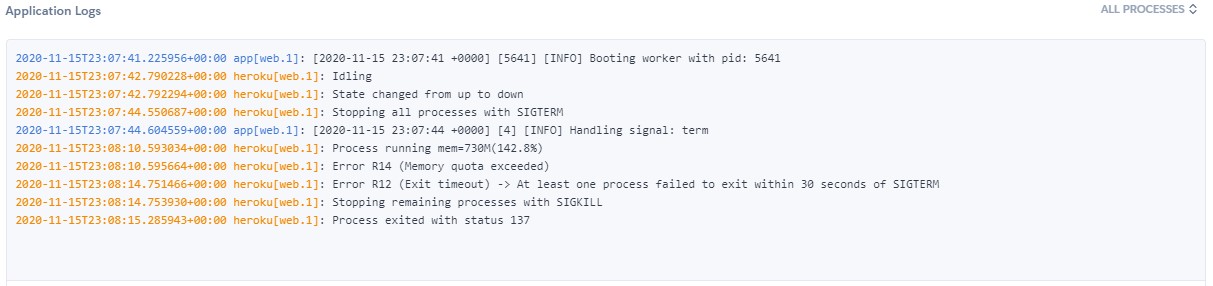 Application Logs
ALL PROCESSES
2020-11-15T23:07:41.225956+00:00 app[web.1]: [2020-11-15 23:07:41 +0000] [5641] [INFO] Booting worker with pid: 5641
2020-11-15T23:07:42.790228+00:00 heroku[web.1]: Idling
2020-11-15T23:07:42.792294+00:00 heroku[web.1]: State changed from up to down
2020-11-15T23:07:44.550687+00:00 heroku[web.1]: Stopping all processes with SIGTERM
2020-11-15T23:07:44.604559+00:00 app[web.1]: [2020-11-15 23:07:44 +0000] [4] [INFO] Handling signal: term
2020-11-15T23:08:10.593034+00:00 heroku[web.1]: Process running mem=730M(142.8%)
2020-11-15T23:08:10.595664+00:00 heroku[web.1]: Error R14 (Memory quota exceeded)
2020-11-15T23:08:14.751466+00:00 heroku[web.1]: Error R12 (Exit timeout) -> At least one process failed to exit within 30 seconds of SIGTERM
2020-11-15T23:08:14.753930+00:00 heroku[web.1]: Stopping remaining processes with SIGKILL
2020-11-15T23:08:15.285943+00:00 heroku[web.1]: Process exited with status 137